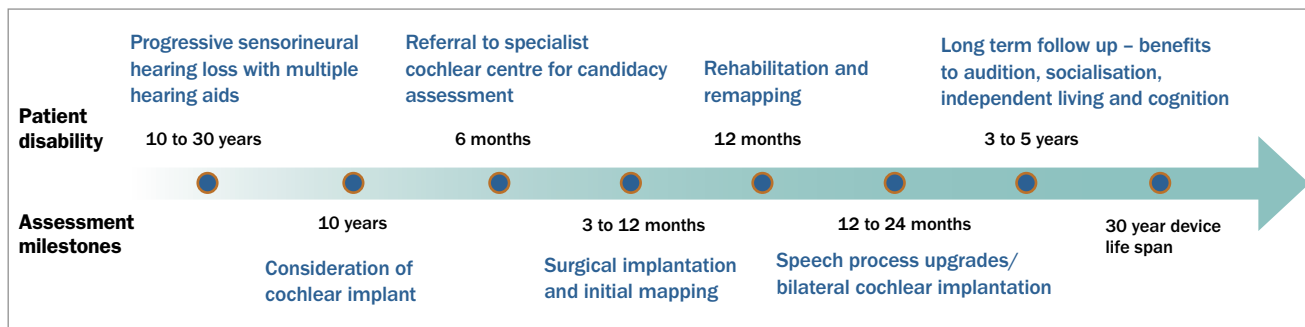 Progressive sensorineural
hearing loss with multiple
hearing aids
Referral to specialist
cochlear centre for candidacy
assessment
Rehabilitation and
remapping
Long term follow up – benefits
to audition, socialisation,
independent living and cognition
Patient
disability
10 to 30 years
6 months
12 months
3 to 5 years
Assessment
milestones
10 years
3 to 12 months
12 to 24 months
30 year device
life span
Consideration of
cochlear implant
Surgical implantation
and initial mapping
Speech process upgrades/
bilateral cochlear implantation